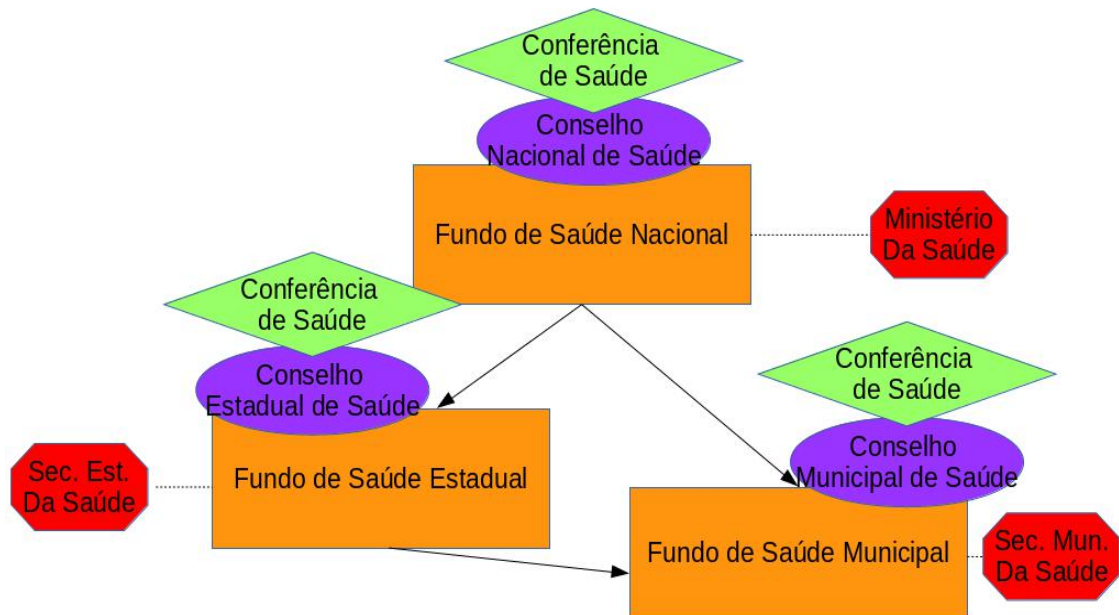 Conferência
de Saúde
Conselho
Nacional de Saúde
Fundo de Saúde Nacional
Ministério
Da Saúde
Conferência
de Saúde
Conselho
Estadual de Saúde
Sec. Est.
Da Saúde
Fundo de Saúde Estadual
Conferência
de Saúde
Conselho
Municipal de Saúde
Fundo de Saúde Municipal
Sec. Mun.
Da Saúde